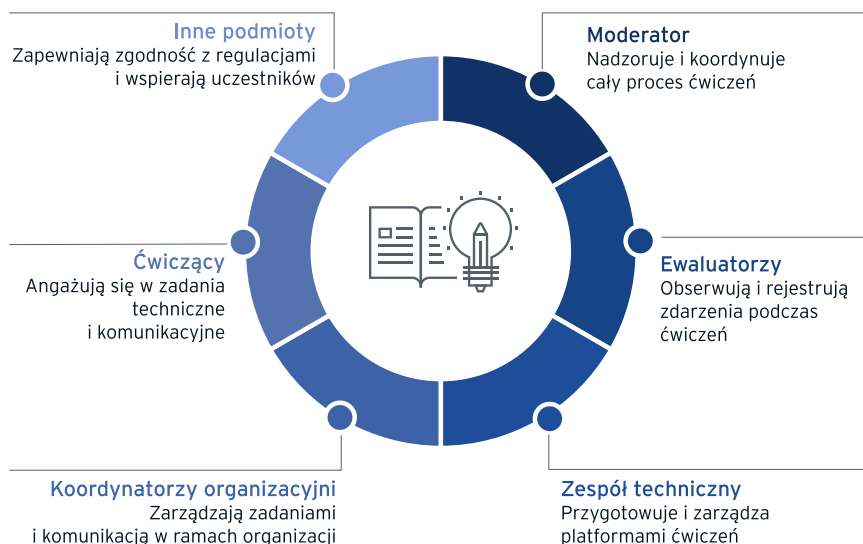 Inne podmioty
Zapewniają zgodność z regulacjami
i wspierają uczestników
Moderator
Nadzoruje i koordynuje
cały proces ćwiczeń
Ćwiczący
Angażują się w zadania
techniczne
i komunikacyjne
Ewaluatorzy
Obserwują i rejestrują
zdarzenia podczas
ćwiczeń
Koordynatorzy organizacyjni
Zarządzają zadaniami
i komunikacją w ramach organizacji
Zespół techniczny
Przygotowuje i zarządza
platformami ćwiczeń